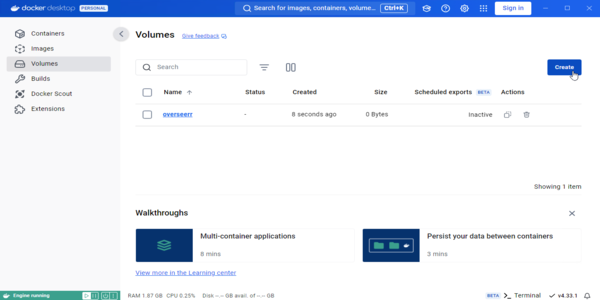 docker desktop PERSONAL
Search for images, containers, volume... Ctrl+K
Sign in
Containers
Images
Volumes
Builds
Docker Scout
Extensions
Volumes Give feedback
Search
Create
Name Status Created Size Scheduled exports BETA Actions
overseerr - 8 seconds ago 0 Bytes Inactive
Showing 1 item
Walkthroughs
Multi-container applications
8 mins
Persist your data between containers
3 mins
View more in the Learning center
Engine running RAM 1.67 GB CPU 0.25% Disk --.-- GB avail. of --.-- GB BETA Terminal v4.33.1